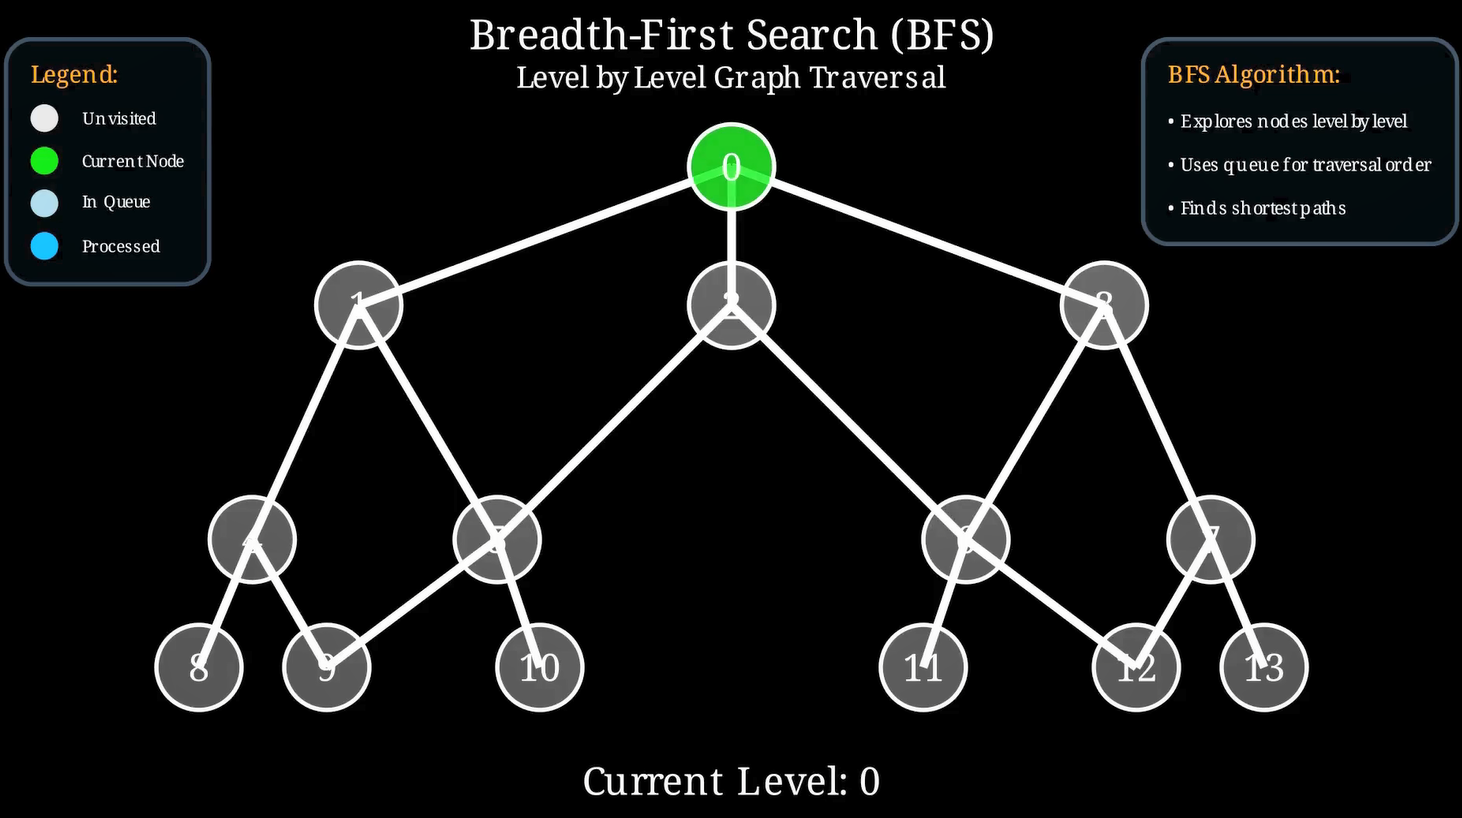 Breadth-First Search (BFS)
Level by Level Graph Traversal
Legend:
Unvisited
Current Node
In Queue
Processed
BFS Algorithm:
• Explores nodes level by level
• Uses queue for traversal order
• Finds shortest paths
0
1 2 3
4 5 6 7
8 9 10 11 12 13
Current Level: 0